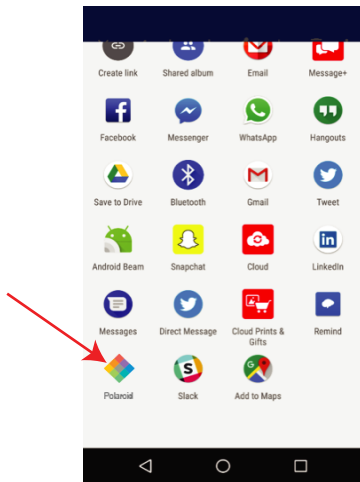 Create link Shared album Email Message+
Facebook Messenger WhatsApp Hangouts
Save to Drive Bluetooth Gmail Tweet
Android Beam Snapchat Cloud LinkedIn
Messages Direct Message Cloud Prints & Remind
Gifts
Polaroid Slack Add to Maps